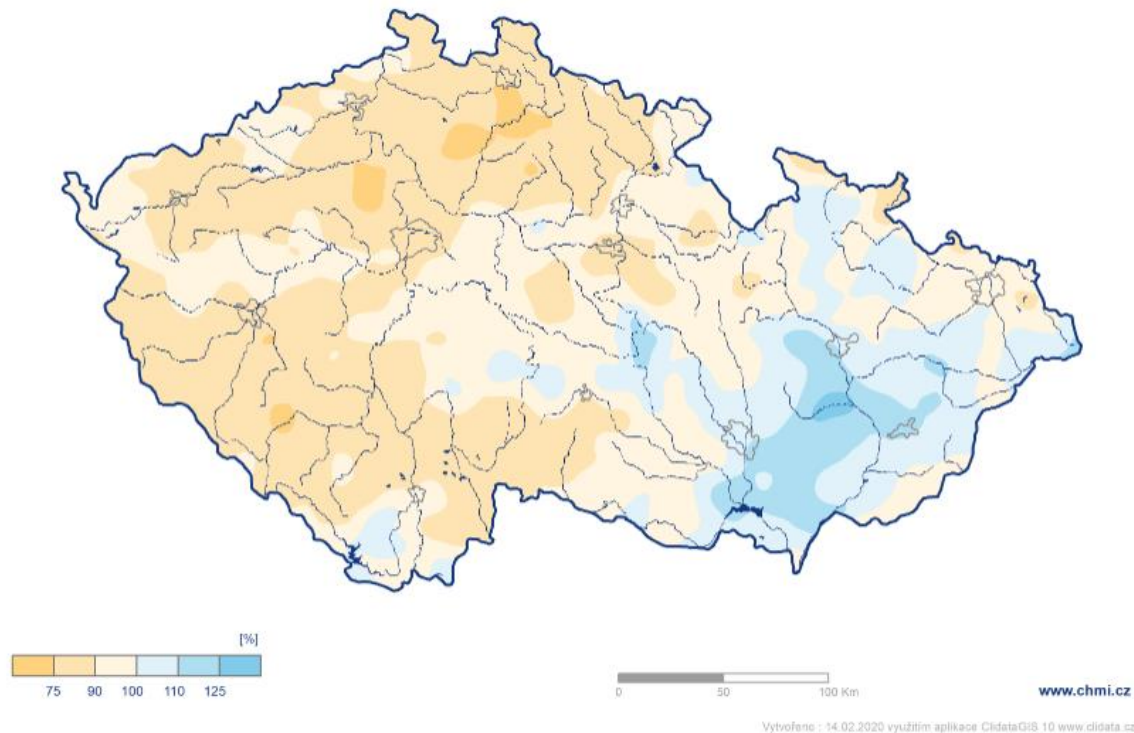 [%]
75 90 100 110 125
0 50 100 Km
www.chmi.cz
Vytvořeno : 14.02.2020 využitím aplikace ClidataGIS 10 www.clidata.cz